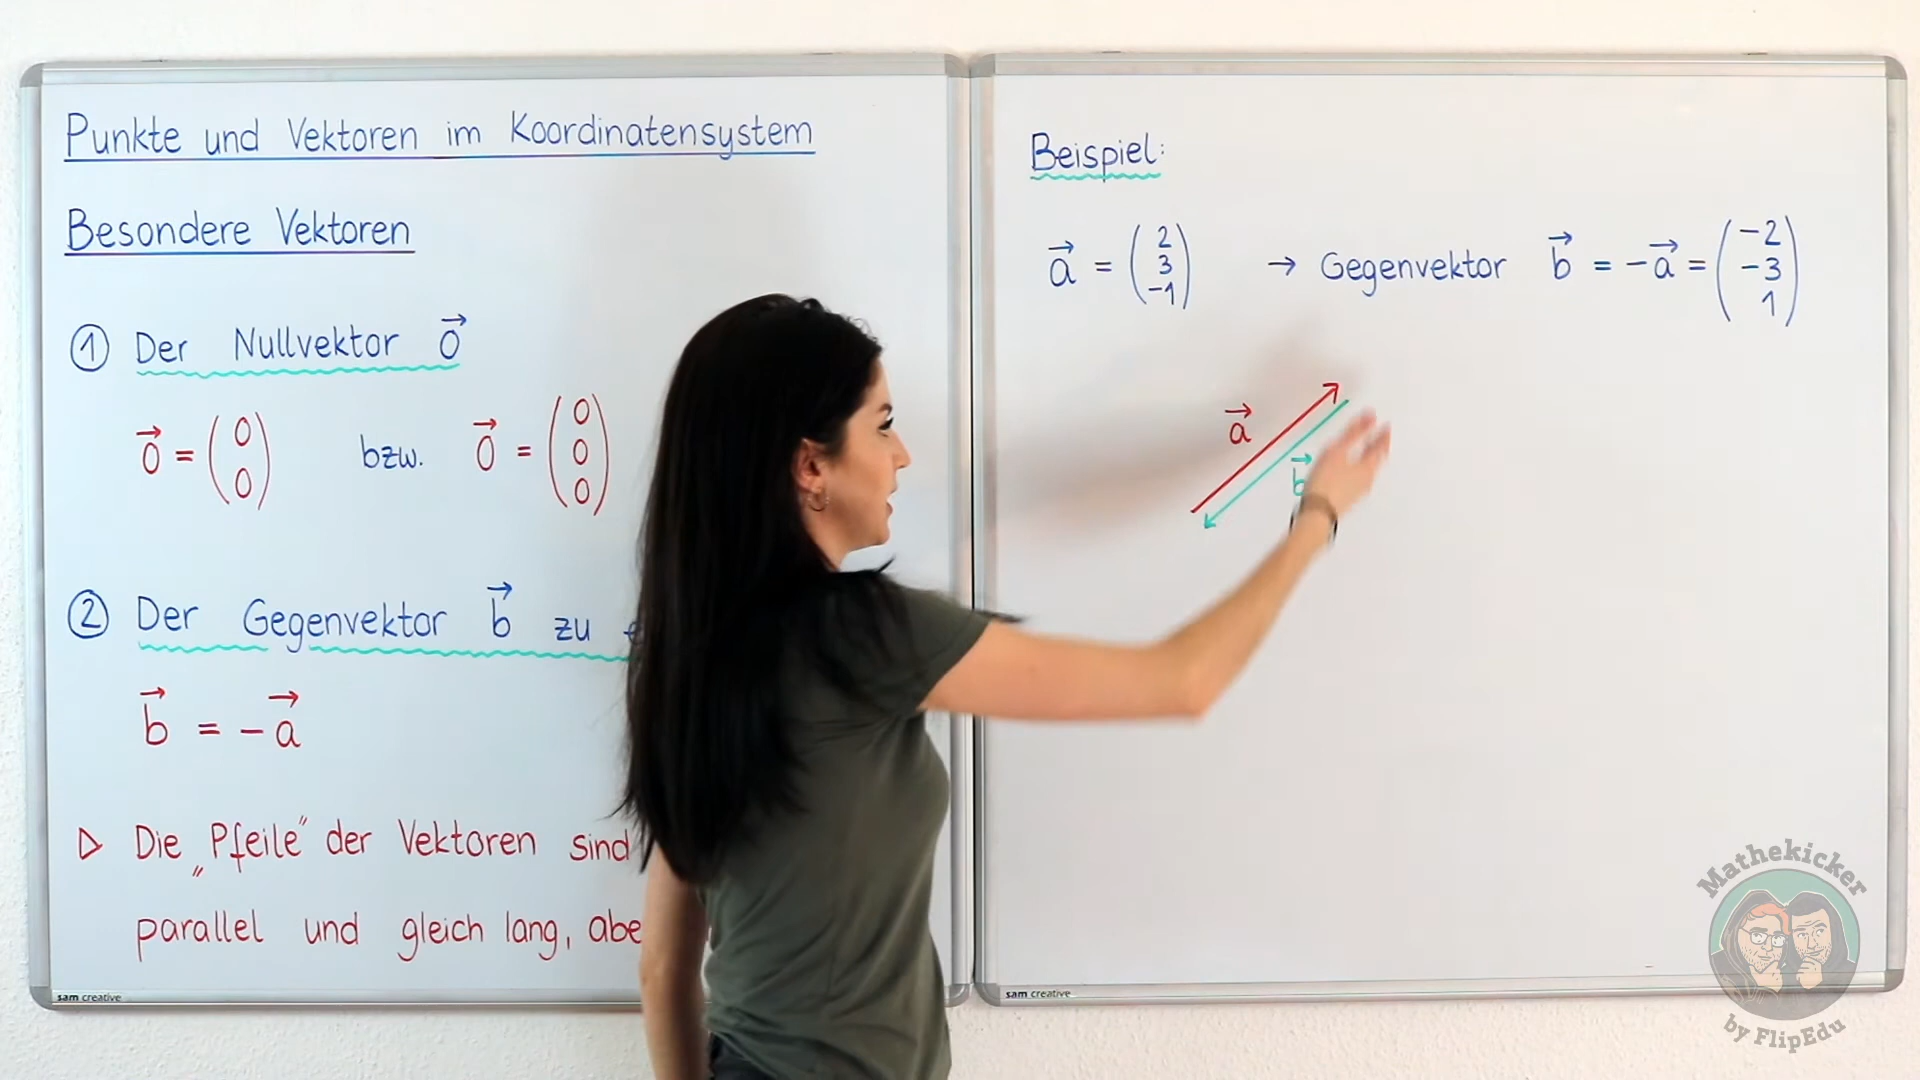 Punkte und Vektoren im Koordinatensystem
Besondere Vektoren
① Der Nullvektor 0⃗
0⃗ = (0 0) bzw. 0⃗ = (0 0 0)
② Der Gegenvektor b⃗ zu
b⃗ = -a⃗
▷ Die „Pfeile" der Vektoren sind
parallel und gleich lang,
sam creative
Beispiel:
a⃗ = (2 3 -1) → Gegenvektor b⃗ = -a⃗ = (-2 -3 1)
a⃗
b⃗
sam creative
Mathekicker
by FlipEdu